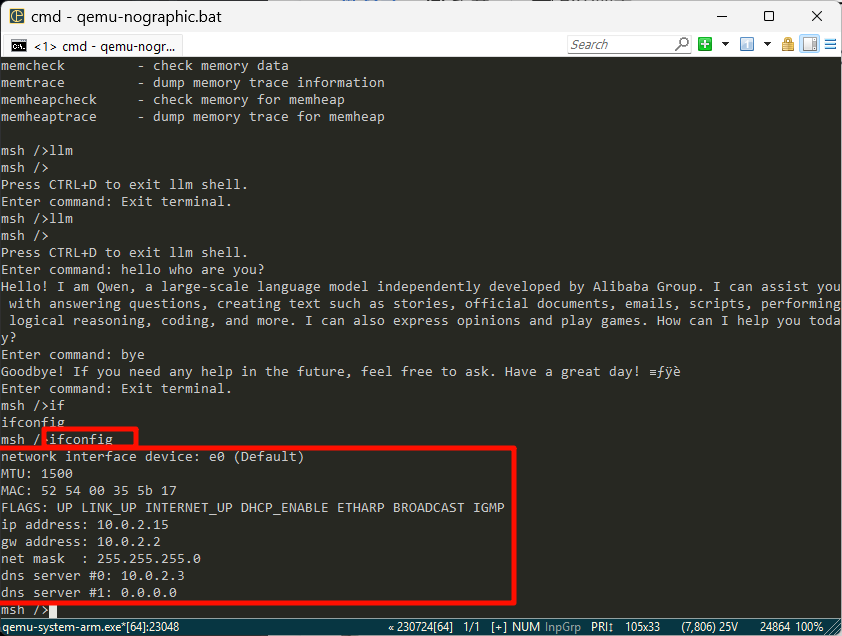 cmd - qemu-nographic.bat
<1> cmd - qemu-nogr...
Search
memcheck         - check memory data
memtrace         - dump memory trace information
memheapcheck     - check memory for memheap
memheaptrace     - dump memory trace for memheap
msh />llm
msh />
Press CTRL+D to exit llm shell.
Enter command: Exit terminal.
msh />llm
msh />
Press CTRL+D to exit llm shell.
Enter command: hello who are you?
Hello! I am Qwen, a large-scale language model independently developed by Alibaba Group. I can assist you
 with answering questions, creating text such as stories, official documents, emails, scripts, performing
 logical reasoning, coding, and more. I can also express opinions and play games. How can I help you toda
y?
Enter command: bye
Goodbye! If you need any help in the future, feel free to ask. Have a great day! ≡ƒÿè
Enter command: Exit terminal.
msh />if
ifconfig
msh />ifconfig
network interface device: e0 (Default)
MTU: 1500
MAC: 52 54 00 35 5b 17
FLAGS: UP LINK_UP INTERNET_UP DHCP_ENABLE ETHARP BROADCAST IGMP
ip address: 10.0.2.15
gw address: 10.0.2.2
net mask  : 255.255.255.0
dns server #0: 10.0.2.3
dns server #1: 0.0.0.0
msh />
qemu-system-arm.exe*[64]:23048 « 230724[64] 1/1 [+] NUM InpGrp PRI↕ 105x33 (7,806) 25V 24864 100%